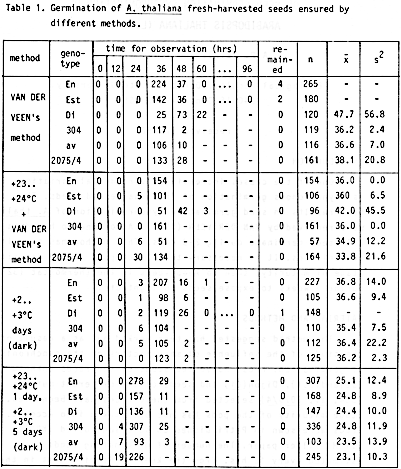 Table 1. Germination of A. thaliana fresh-harvested seeds ensured by
different methods.
method geno-type time for observation (hrs) re-main-ed n x̄ s²
0 12 24 36 48 60 ... 96
VAN DER VEEN's method
En 0 0 0 224 37 0 ... 0 4 265
Est 0 0 0 142 36 0 ... 0 2 180
Di 0 0 0 25 73 22 - - 0 120 47.7 56.8
304 0 0 0 117 2 - - - 0 119 36.2 2.4
av 0 0 0 106 10 - - - 0 116 36.6 7.0
2075/4 0 0 0 133 28 - - - 0 161 38.1 20.8
+23.. +24°C + VAN DER VEEN's method
En 0 0 0 154 - - - - 0 154 36.0 0.0
Est 0 0 5 101 - - - - 0 106 360 6.5
Di 0 0 0 51 42 3 - - 0 96 42.0 45.5
304 0 0 0 161 - - - - 0 161 36.0 0.0
av 0 0 6 51 - - - - 0 57 34.9 12.2
2075/4 0 0 30 134 - - - - 0 164 33.8 21.6
+2.. +3°C days (dark)
En 0 0 3 207 16 1 - - 0 227 36.8 14.0
Est 0 0 1 98 6 - - - 0 105 36.6 9.4
Di 0 0 2 119 26 0 ... 0 1 148 - -
304 0 0 6 104 - - - - 0 110 35.4 7.5
av 0 0 5 105 2 - - - 0 112 36.4 22.2
2075/4 0 0 0 123 2 - - - 0 125 36.2 2.3
+23.. +24°C 1 day, +2.. +3°C 5 days (dark)
En 0 0 278 29 - - - - 0 307 25.1 12.4
Est 0 0 157 11 - - - - 0 168 24.8 8.9
Di 0 0 136 11 - - - - 0 147 24.4 10.0
304 0 4 307 25 - - - - 0 336 24.8 11.9
av 0 7 93 3 - - - - 0 103 23.5 13.9
2075/4 0 19 226 - - - - - 0 245 23.1 10.3